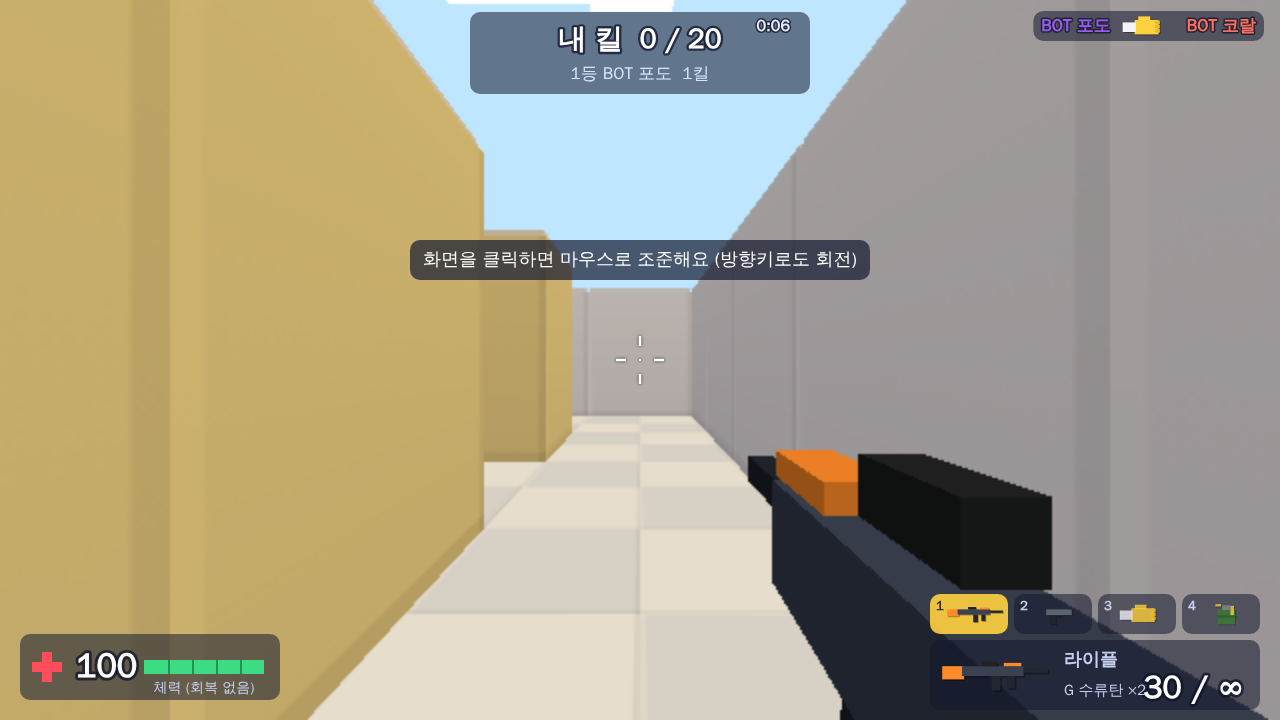 내 킬 0 / 20
0:06
1등 BOT 포도 1킬
BOT 포도 BOT 코랄
화면을 클릭하면 마우스로 조준해요 (방향키로도 회전)
100
체력 (회복 없음)
1 2 3 4
라이플
G 수류탄 ×2
30 / ∞